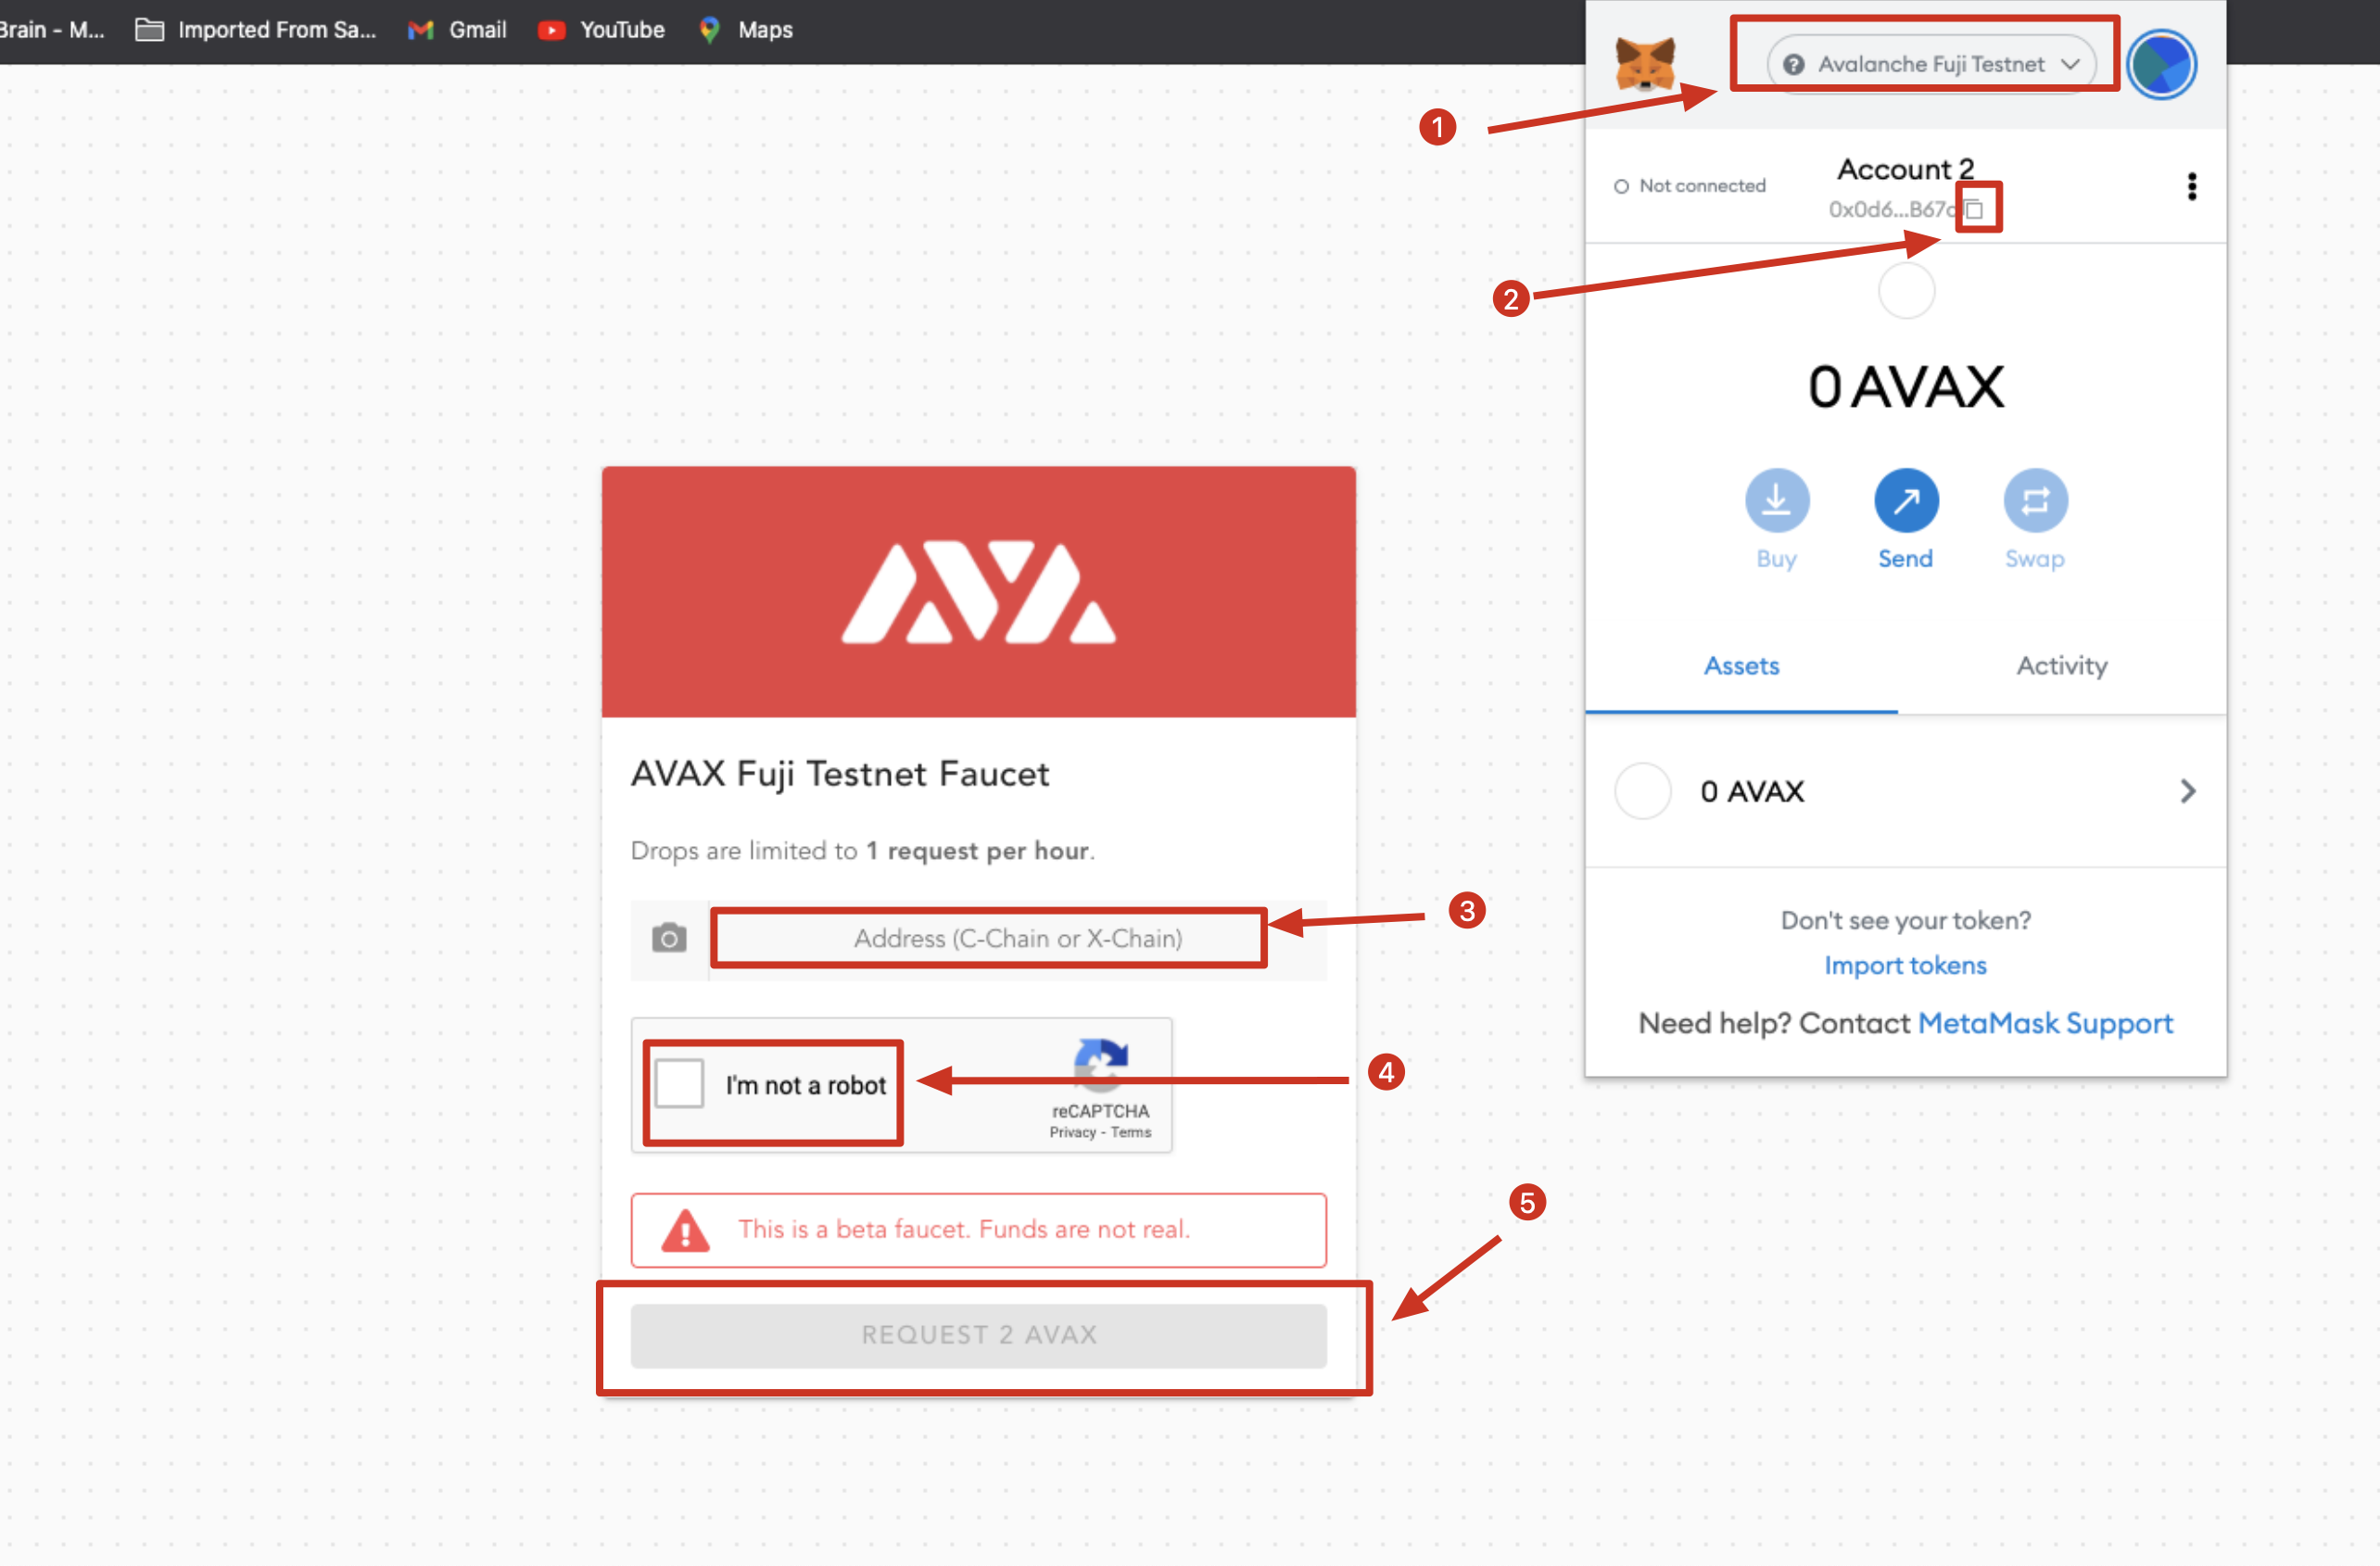 Brain - M...
Imported From Sa...
Gmail
YouTube
Maps
Avalanche Fuji Testnet
1
Not connected
Account 2
0x0d6...B67c
2
0 AVAX
Buy
Send
Swap
Assets
Activity
0 AVAX
Don't see your token?
Import tokens
Need help? Contact MetaMask Support
AVAX Fuji Testnet Faucet
Drops are limited to 1 request per hour.
Address (C-Chain or X-Chain)
3
I'm not a robot
reCAPTCHA
Privacy - Terms
4
This is a beta faucet. Funds are not real.
5
REQUEST 2 AVAX